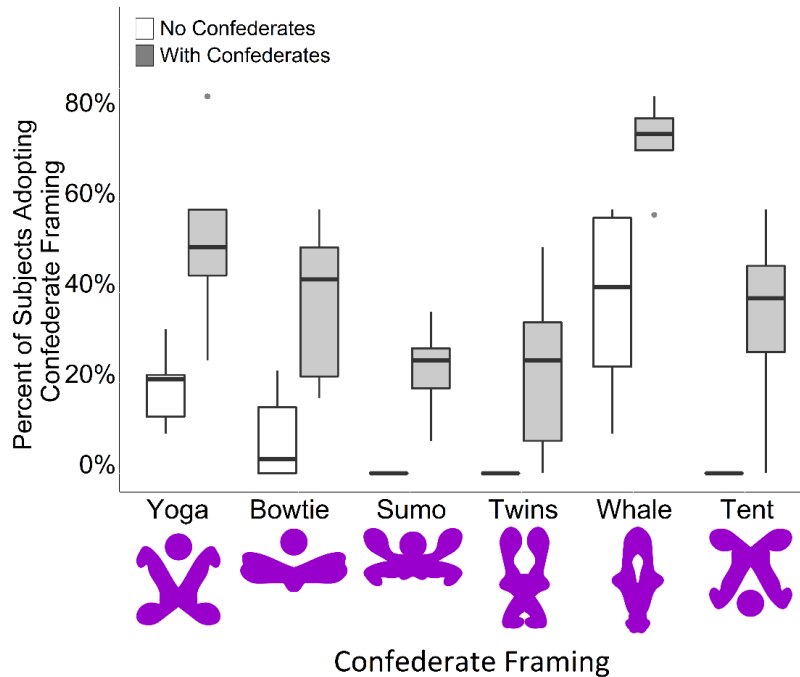 No Confederates
With Confederates
Percent of Subjects Adopting
Confederate Framing
80%
60%
40%
20%
0%
Yoga Bowtie Sumo Twins Whale Tent
Confederate Framing